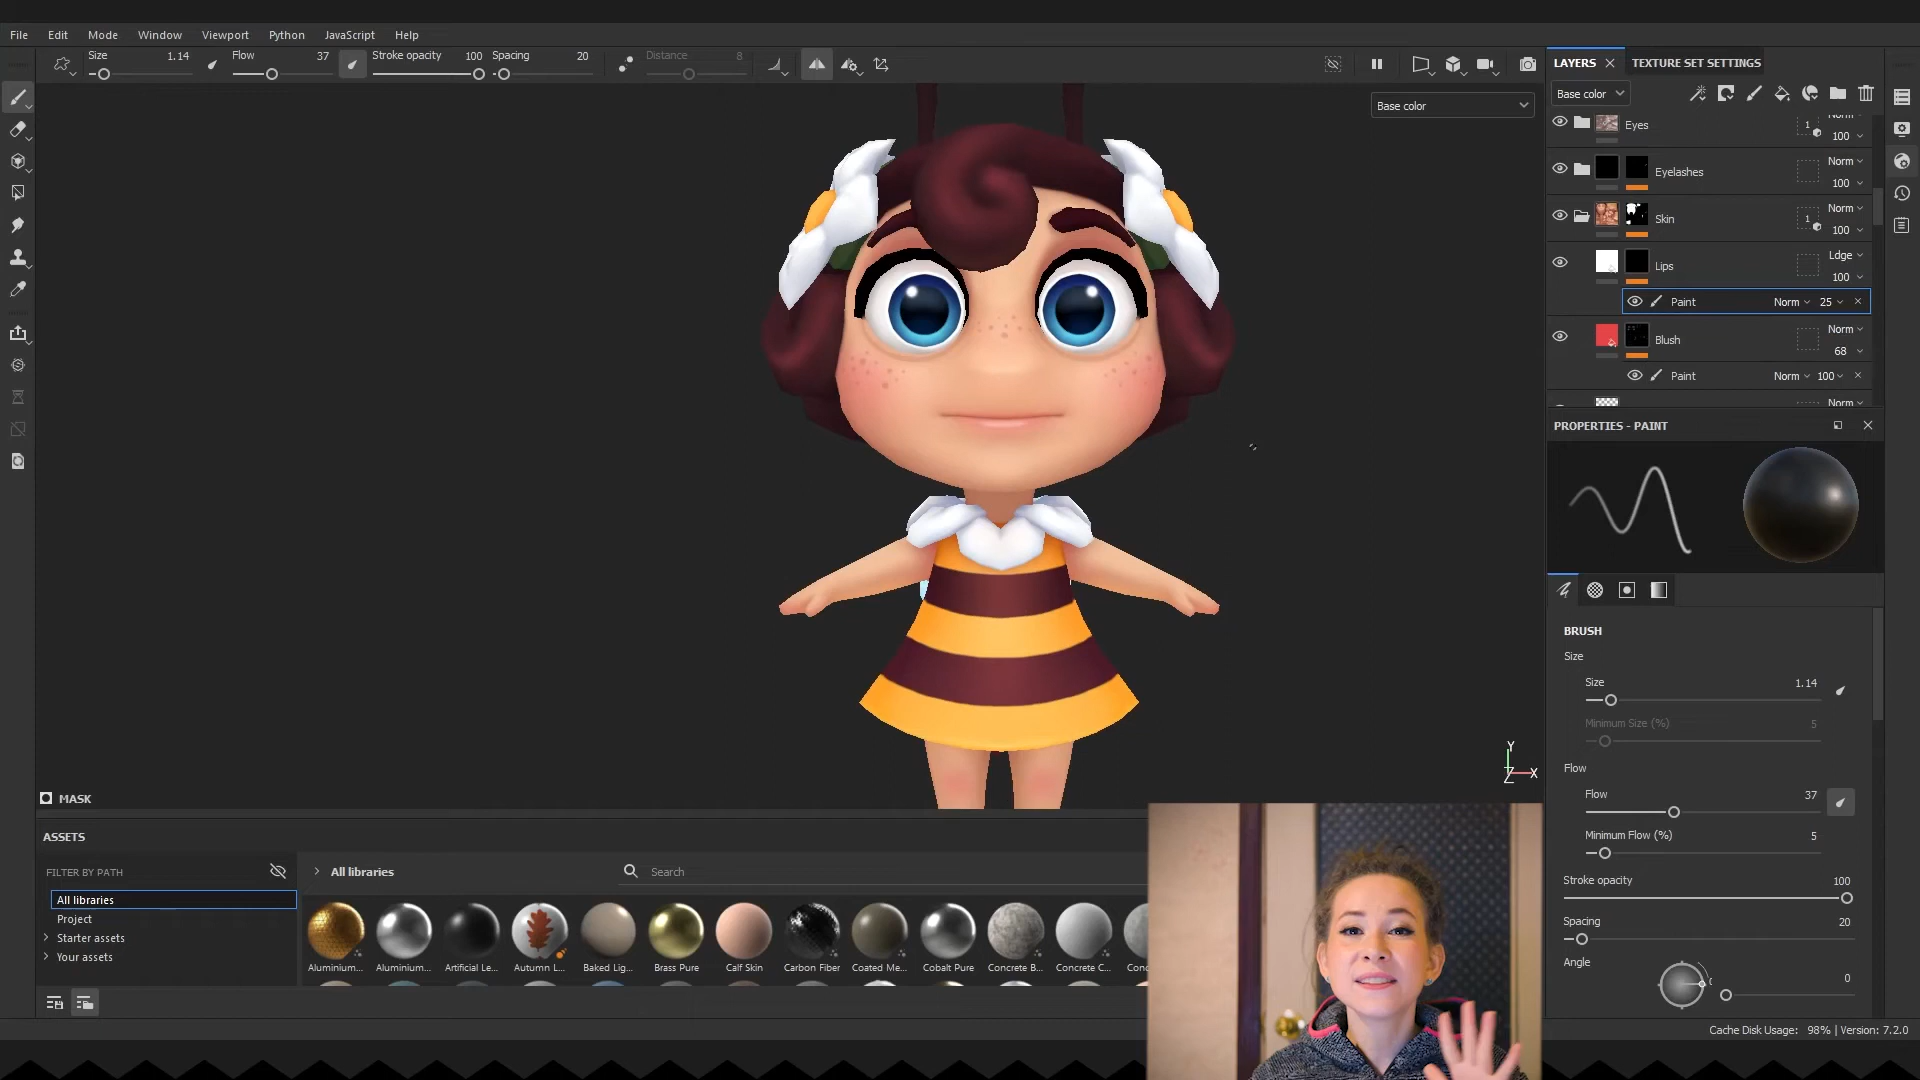 File Edit Mode Window Viewport Python JavaScript Help
Size 1.14 Flow 37 Stroke opacity 100 Spacing 20 Distance 8
Base color
LAYERS TEXTURE SET SETTINGS
Base color
Norm
Eyes 1 100
Norm
Eyelashes 100
Norm
Skin 1 100
Ldge
Lips 100
Paint Norm 25
Norm
Blush 68
Paint Norm 100
Norm
PROPERTIES - PAINT
BRUSH
Size
Size 1.14
Minimum Size (%) 5
Flow
Flow 37
Minimum Flow (%) 5
Stroke opacity 100
Spacing 20
Angle
0
Y
Z X
MASK
ASSETS
FILTER BY PATH
All libraries
Project
Starter assets
Your assets
All libraries Search
Aluminium... Aluminium... Artificial Le... Autumn L... Baked Lig... Brass Pure Calf Skin Carbon Fiber Coated Me... Cobalt Pure Concrete B... Concrete C...
Cache Disk Usage: 98% | Version: 7.2.0